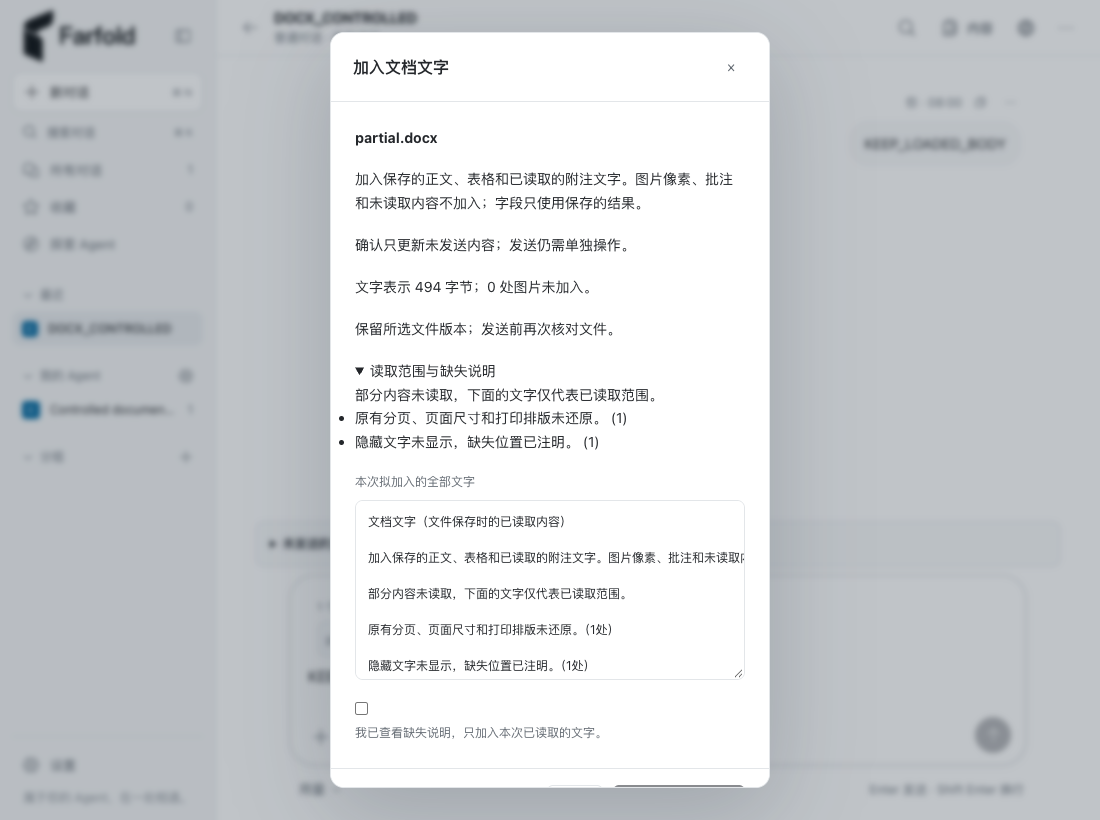 Farfold
DOCX_CONTROLLED
加入文档文字
×
partial.docx
加入保存的正文、表格和已读取的附注文字。图片像素、批注
和未读取内容不加入；字段只使用保存的结果。
确认只更新未发送内容；发送仍需单独操作。
文字表示 494 字节；0 处图片未加入。
保留所选文件版本；发送前再次核对文件。
▼ 读取范围与缺失说明
部分内容未读取，下面的文字仅代表已读取范围。
• 原有分页、页面尺寸和打印排版未还原。 (1)
• 隐藏文字未显示，缺失位置已注明。 (1)
本次拟加入的全部文字
文档文字（文件保存时的已读取内容）
加入保存的正文、表格和已读取的附注文字。图片像素、批注和未读取
部分内容未读取，下面的文字仅代表已读取范围。
原有分页、页面尺寸和打印排版未还原。(1处)
隐藏文字未显示，缺失位置已注明。(1处)
我已查看缺失说明，只加入本次已读取的文字。
KEEP_LOADED_BODY
DOCX_CONTROLLED
Controlled documen...
设置